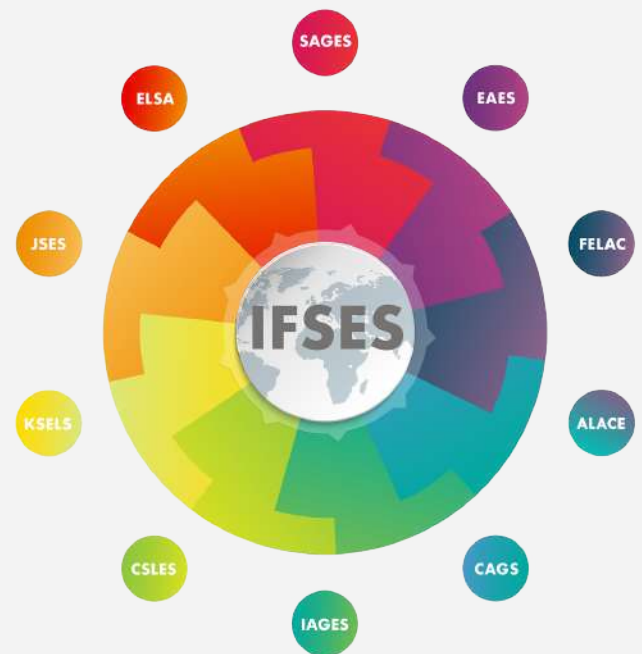 SAGES
ELSA
EAES
JSES
FELAC
IFSES
KSELS
ALACE
CSLES
CAGS
IAGES